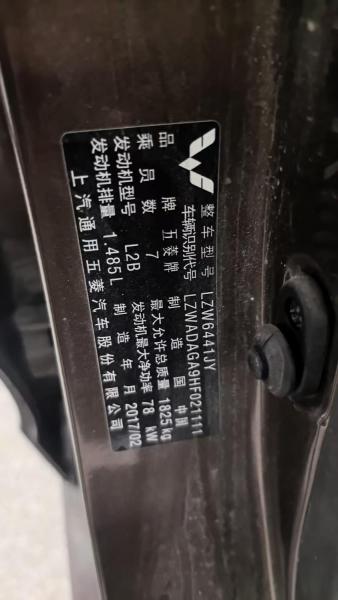 整车型号 LZW6441JY
车辆识别代号 LZWADAGA9HF021111
品牌 五菱牌 制造国 中国
乘员数 7 最大允许总质量 1825kg
发动机型号 L2B 发动机最大净功率 78 kW
发动机排量 1.485L 制造年月 2017/02
上汽通用五菱汽车股份有限公司